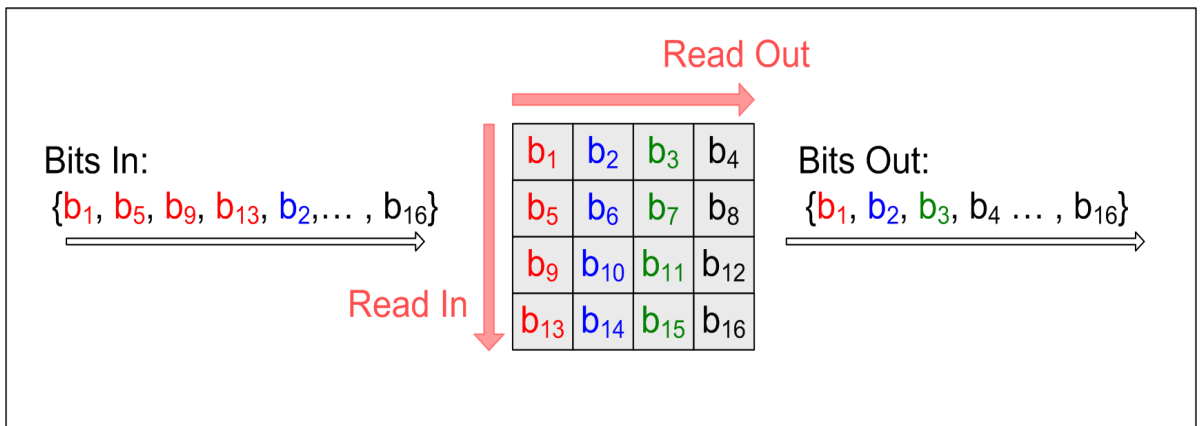 Read Out
Bits In:
{b₁, b₅, b₉, b₁₃, b₂,... , b₁₆}
Read In
b₁ b₂ b₃ b₄
b₅ b₆ b₇ b₈
b₉ b₁₀ b₁₁ b₁₂
b₁₃ b₁₄ b₁₅ b₁₆
Bits Out:
{b₁, b₂, b₃, b₄ ... , b₁₆}